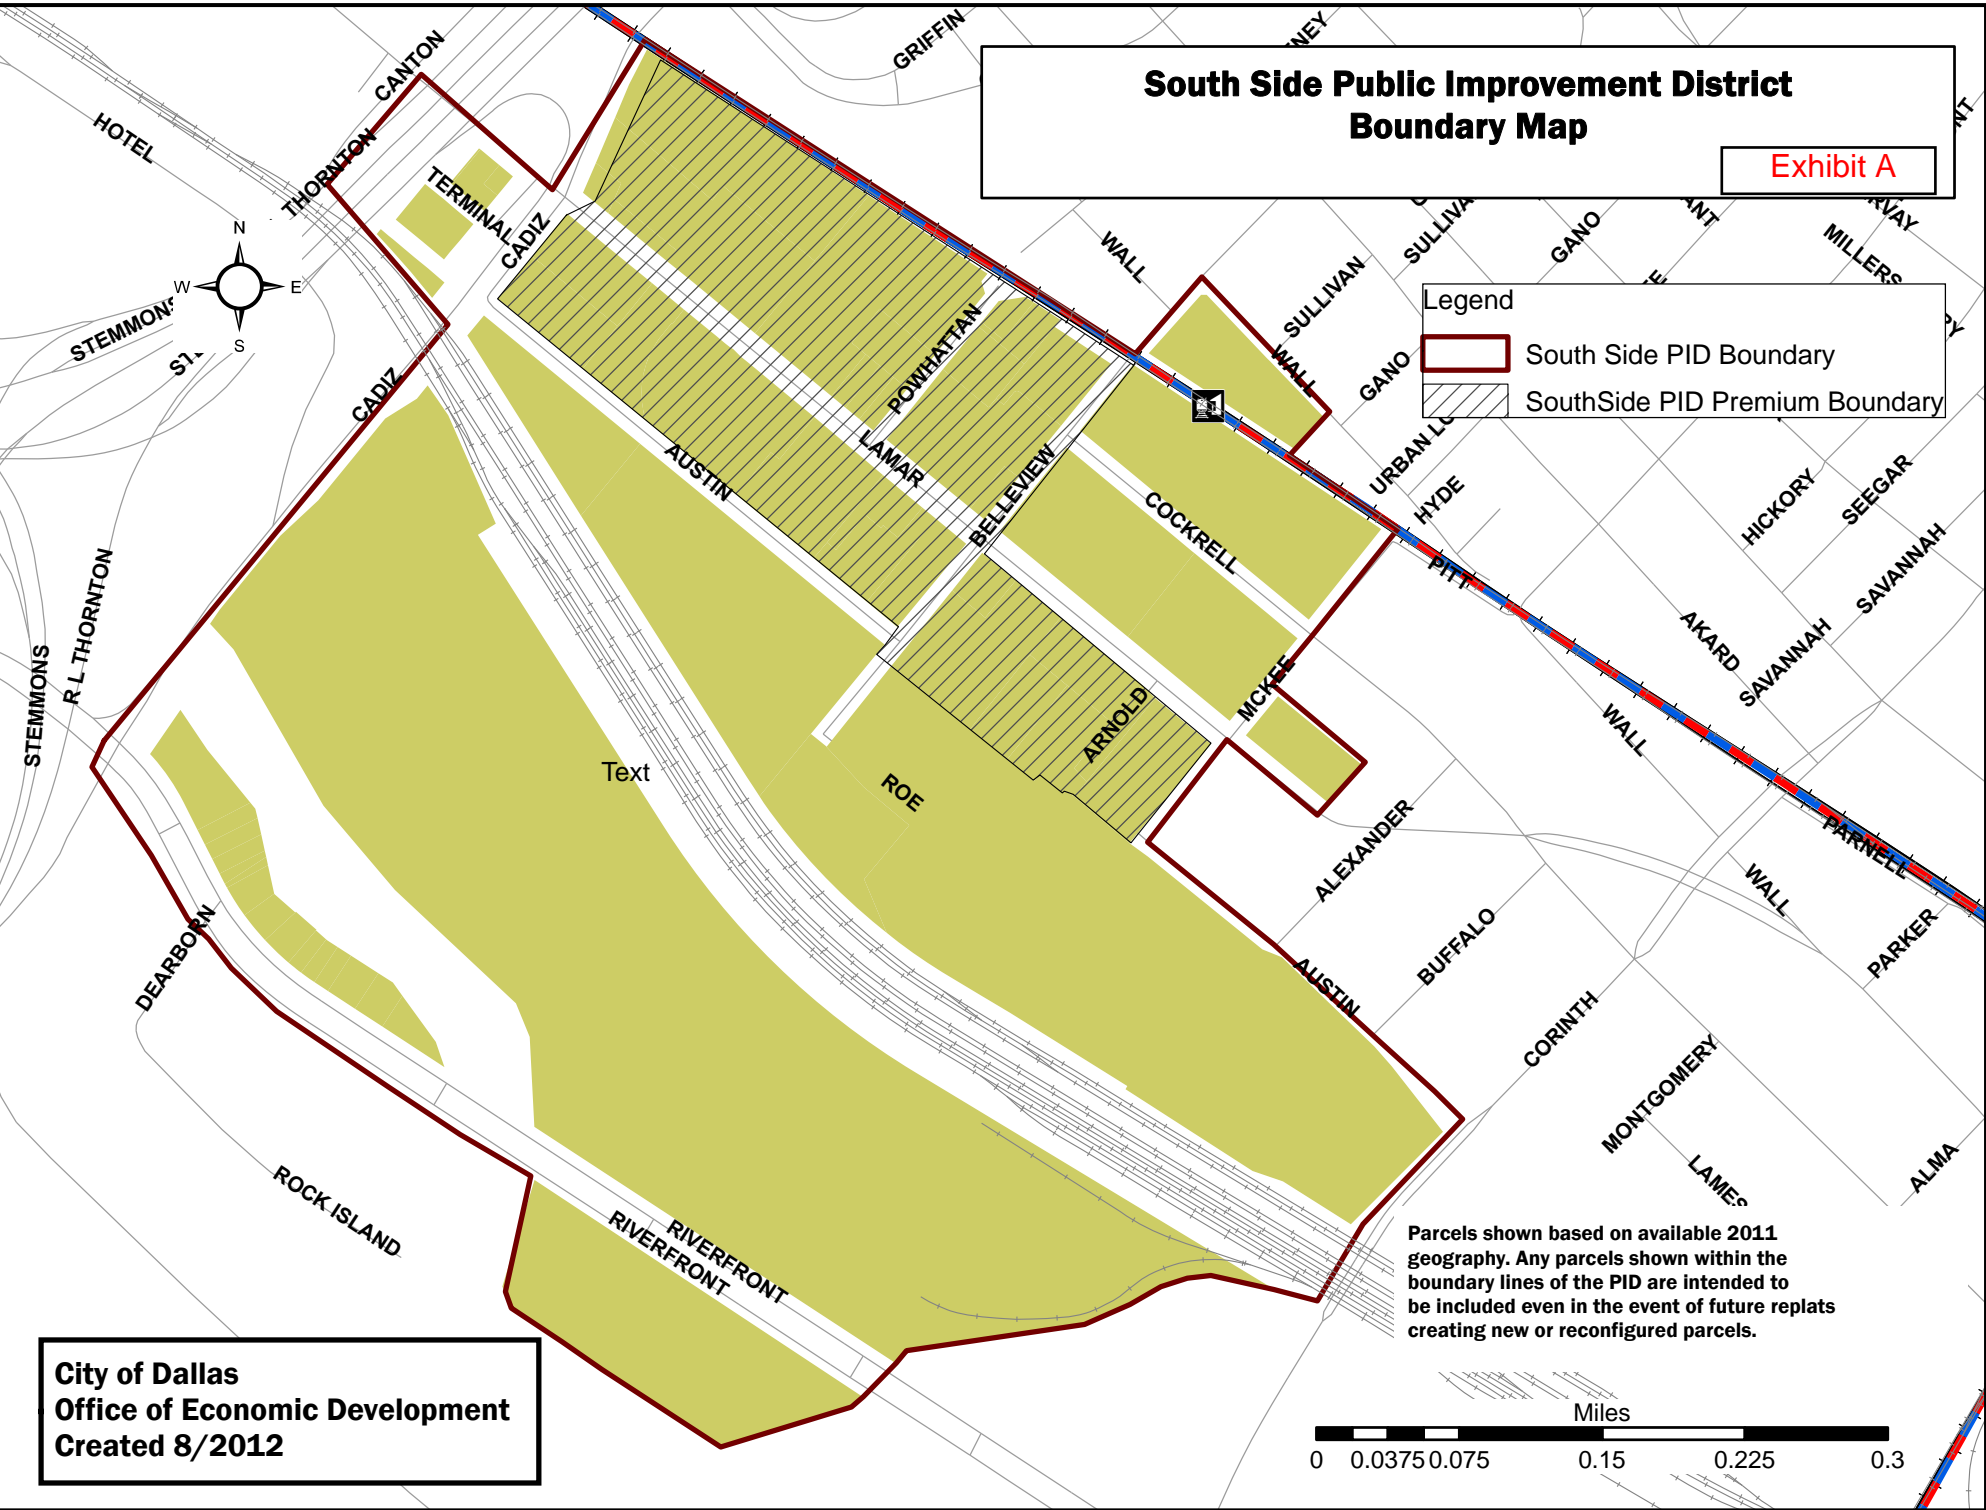 South Side Public Improvement District
Boundary Map
Exhibit A
GRIFFIN
CANTON
HOTEL
THORNTON
TERMINAL
CADIZ
N
W
E
S
STEMMONS
CADIZ
WALL
SULLIVAN
SULLIVA
GANO
MILLERS
Legend
South Side PID Boundary
SouthSide PID Premium Boundary
WALL
GANO
POWHATTAN
LAMAR
AUSTIN
BELLEVIEW
COCKRELL
URBAN LO
HYDE
PITT
HICKORY
SEEGAR
SAVANNAH
SAVANNAH
AKARD
WALL
R L THORNTON
STEMMONS
MCKEE
ARNOLD
ROE
Text
ALEXANDER
BUFFALO
AUSTIN
PARNELL
WALL
PARKER
CORINTH
MONTGOMERY
LAMES
ALMA
DEARBORN
ROCK ISLAND
RIVERFRONT
RIVERFRONT
Parcels shown based on available 2011
geography. Any parcels shown within the
boundary lines of the PID are intended to
be included even in the event of future replats
creating new or reconfigured parcels.
City of Dallas
Office of Economic Development
Created 8/2012
Miles
0 0.0375 0.075 0.15 0.225 0.3